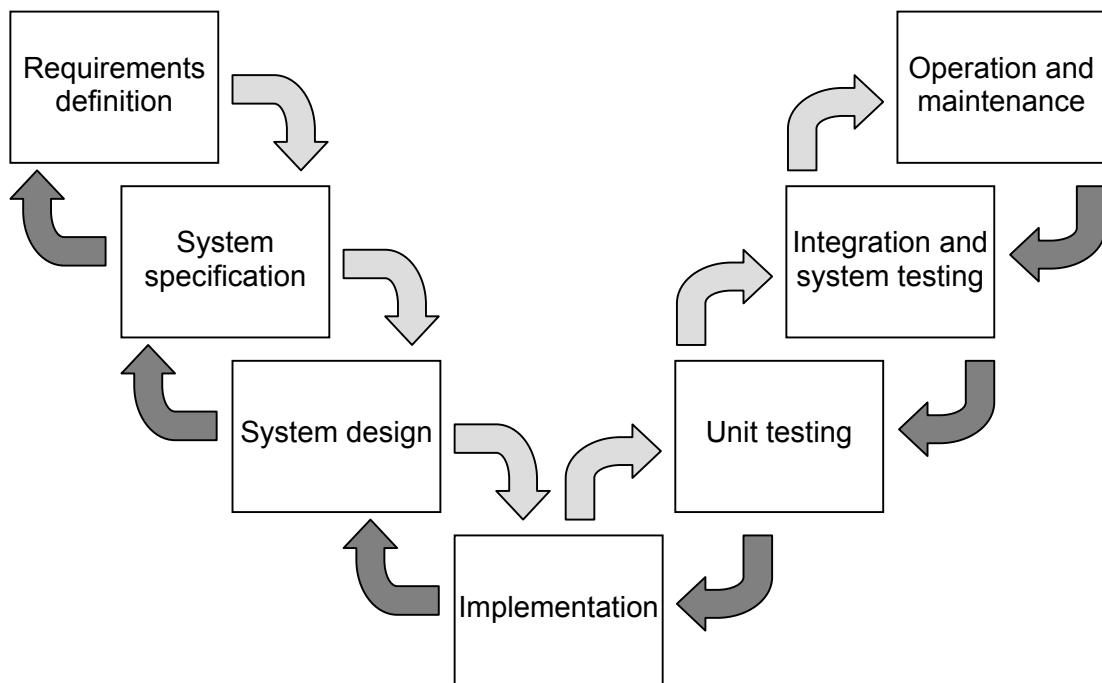 Requirements
definition
System
specification
System design
Implementation
Unit testing
Integration and
system testing
Operation and
maintenance